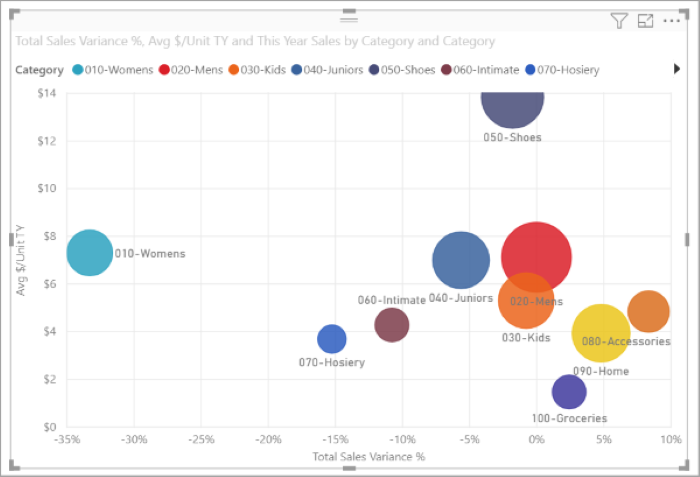 Total Sales Variance %, Avg $/Unit TY and This Year Sales by Category and Category
Category 010-Womens 020-Mens 030-Kids 040-Juniors 050-Shoes 060-Intimate 070-Hosiery
$14
050-Shoes
$12
$10
$8
010-Womens
Avg $/Unit TY
$6
060-Intimate 040-Juniors 020-Mens
$4
030-Kids 080-Accessories
070-Hosiery
090-Home
$2
100-Groceries
$0
-35% -30% -25% -20% -15% -10% -5% 0% 5% 10%
Total Sales Variance %